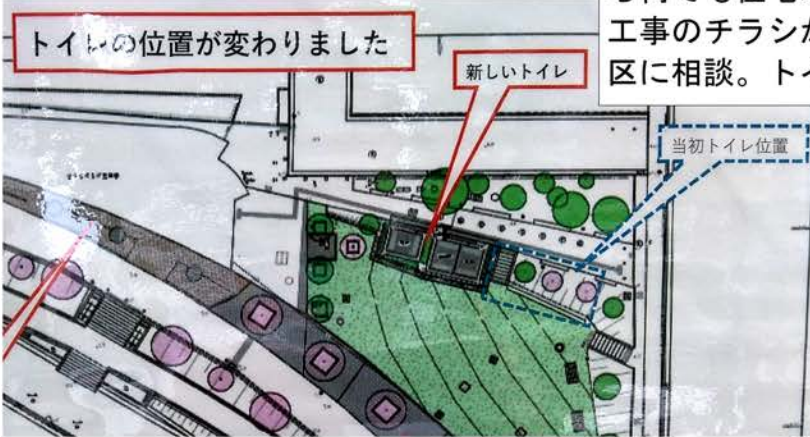 トイレの位置が変わりました
工事のチラシが
区に相談。トイ
新しいトイレ
当初トイレ位置